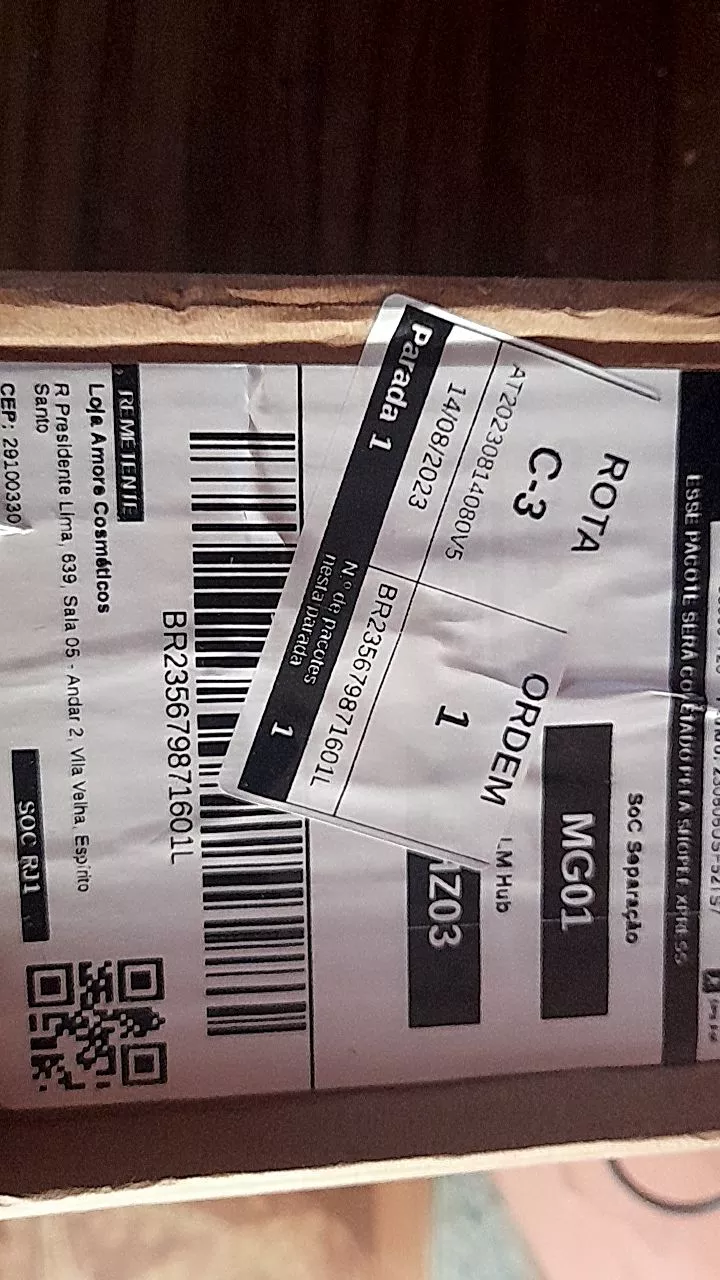 ESSE PACOTE SERÁ COLETADO PELA SHOPEE XPRESS
SoC Separação
MG01
LM Hub
IZ03
ROTA
C-3
ORDEM
1
AT20230814080V5
14/08/2023
BR235679871601L
Parada 1
N.º de pacotes
nesta parada
1
BR235679871601L
REMETENTE
Loja Amore Cosméticos
R Presidente Lima, 639, Sala 05 - Andar 2, Vila Velha, Espírito
Santo
CEP: 29100330
SOC RJ1